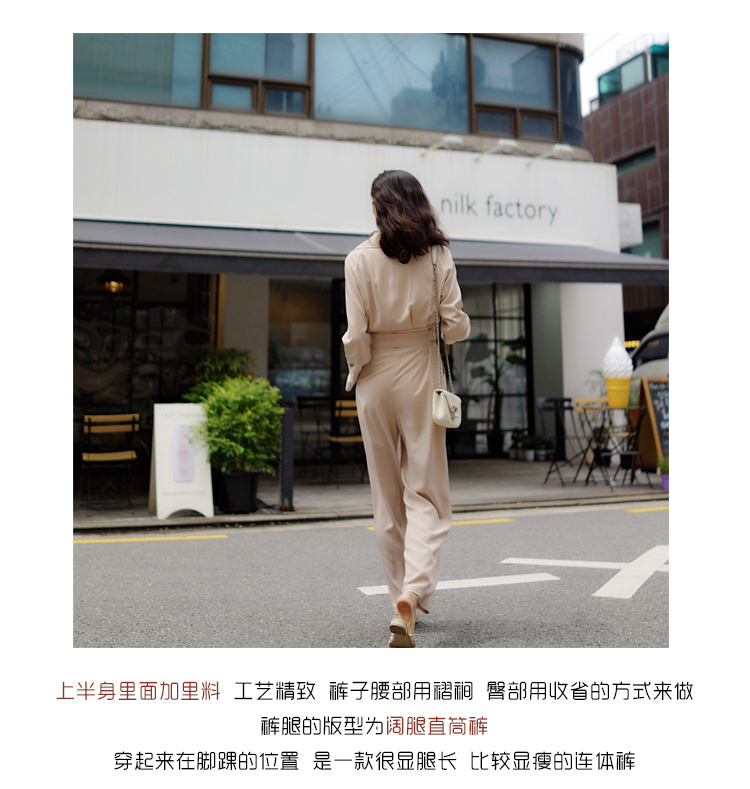 nilk factory
上半身里面加里料 工艺精致 裤子腰部用褶裥 臀部用收省的方式来做
裤腿的版型为阔腿直筒裤
穿起来在脚踝的位置 是一款很显腿长 比较显瘦的连体裤